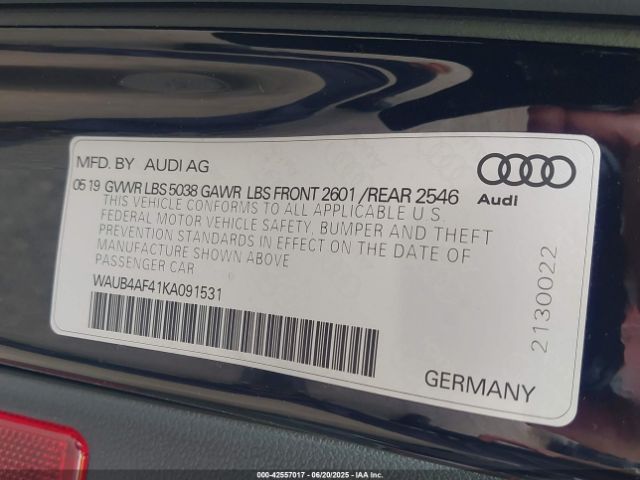 MFD. BY AUDI AG
05 19 GVWR LBS 5038 GAWR LBS FRONT 2601 /REAR 2546
THIS VEHICLE CONFORMS TO ALL APPLICABLE U.S.
FEDERAL MOTOR VEHICLE SAFETY, BUMPER AND THEFT
PREVENTION STANDARDS IN EFFECT ON THE DATE OF
MANUFACTURE SHOWN ABOVE
PASSENGER CAR
WAUB4AF41KA091531
Audi
2130022
GERMANY
000-42557017 - 06/20/2025 - IAAI.com